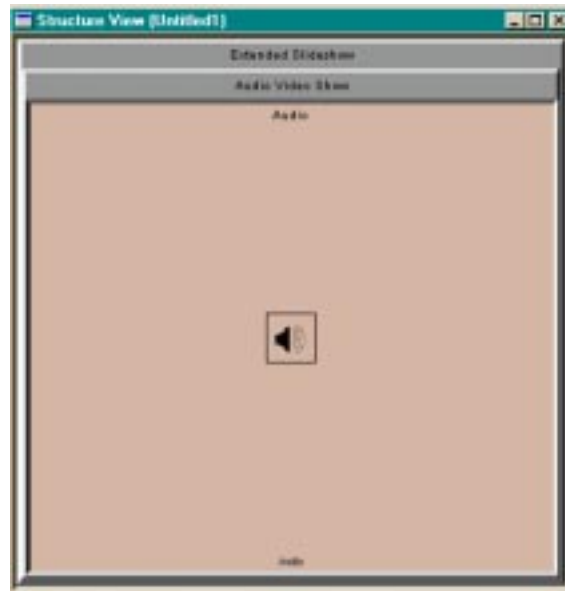 Structure View (Untitled1)
Extended Slideshow
Audio Video Show
Audio
Audio